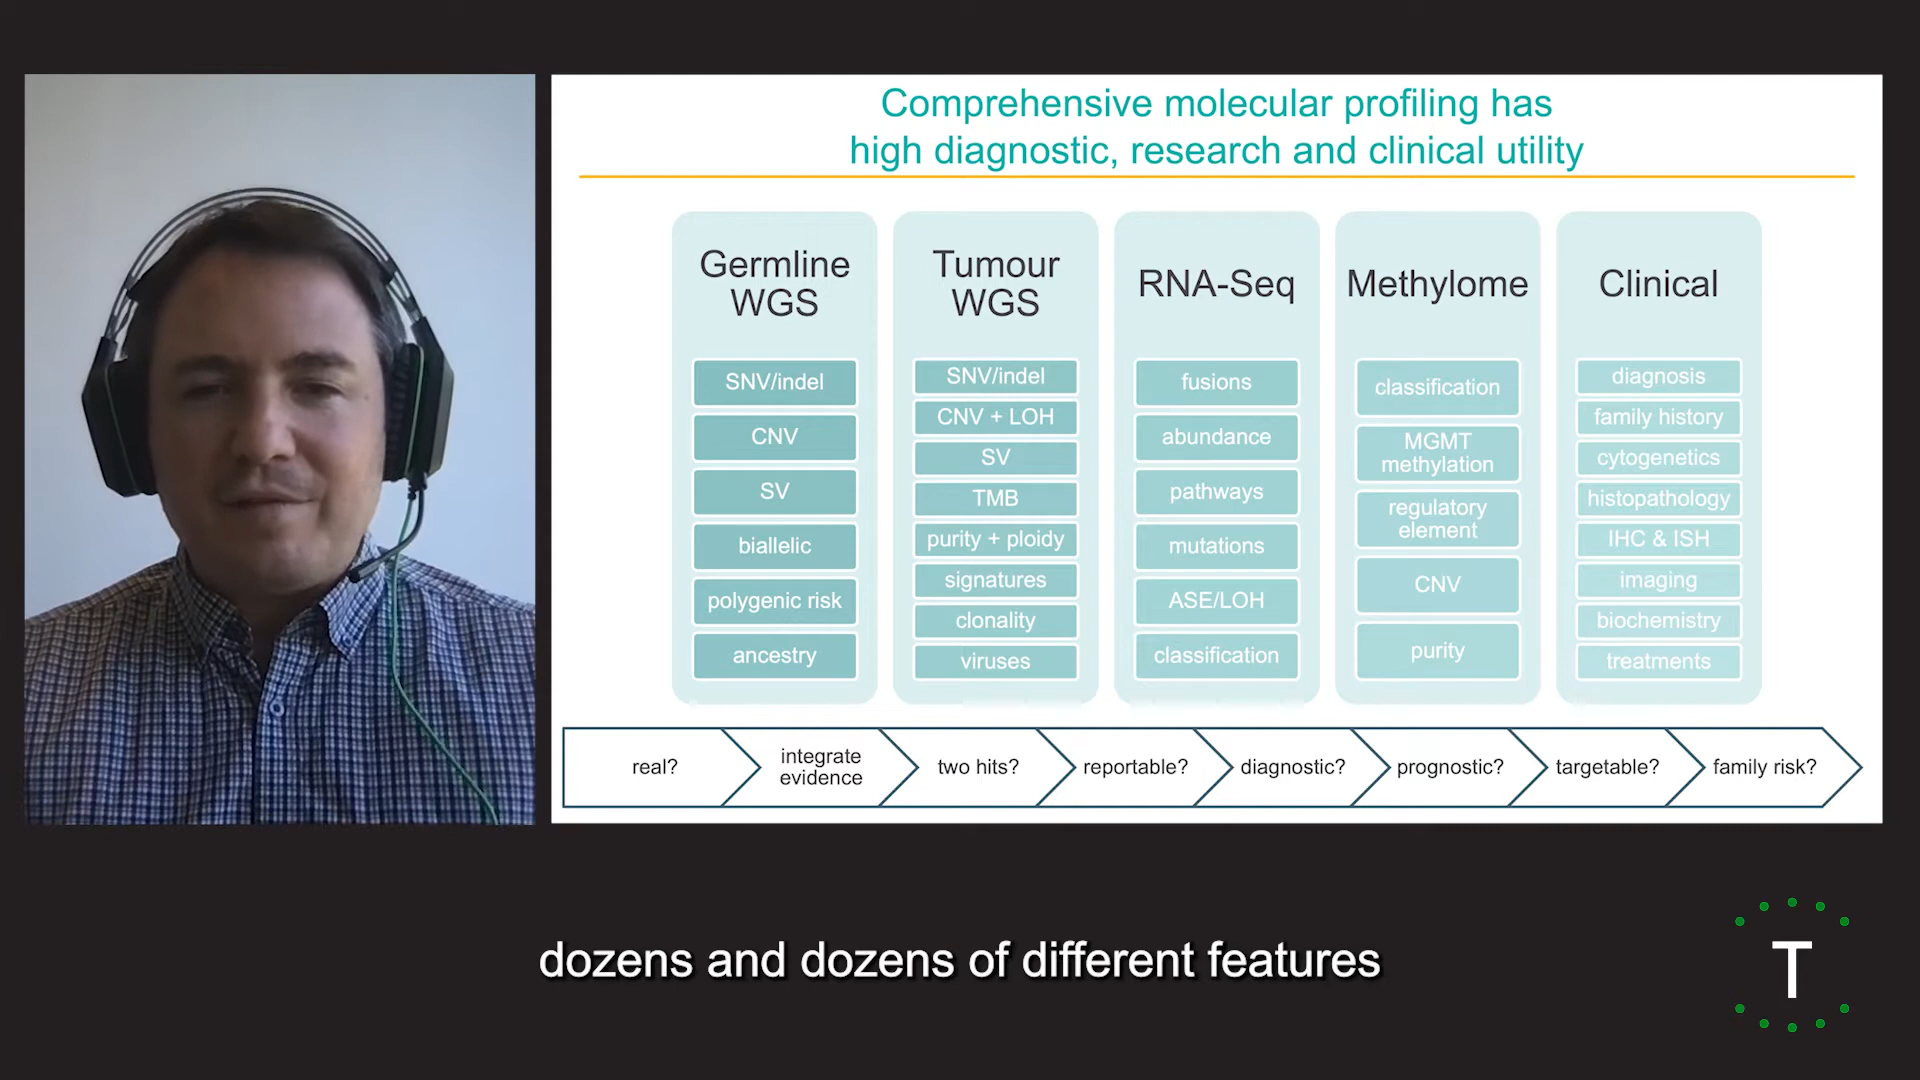 Comprehensive molecular profiling has
high diagnostic, research and clinical utility
Germline
WGS
SNV/indel
CNV
SV
biallelic
polygenic risk
ancestry
Tumour
WGS
SNV/indel
CNV + LOH
SV
TMB
purity + ploidy
signatures
clonality
viruses
RNA-Seq
fusions
abundance
pathways
mutations
ASE/LOH
classification
Methylome
classification
MGMT
methylation
regulatory
element
CNV
purity
Clinical
diagnosis
family history
cytogenetics
histopathology
IHC & ISH
imaging
biochemistry
treatments
real?
integrate
evidence
two hits?
reportable?
diagnostic?
prognostic?
targetable?
family risk?
dozens and dozens of different features
T